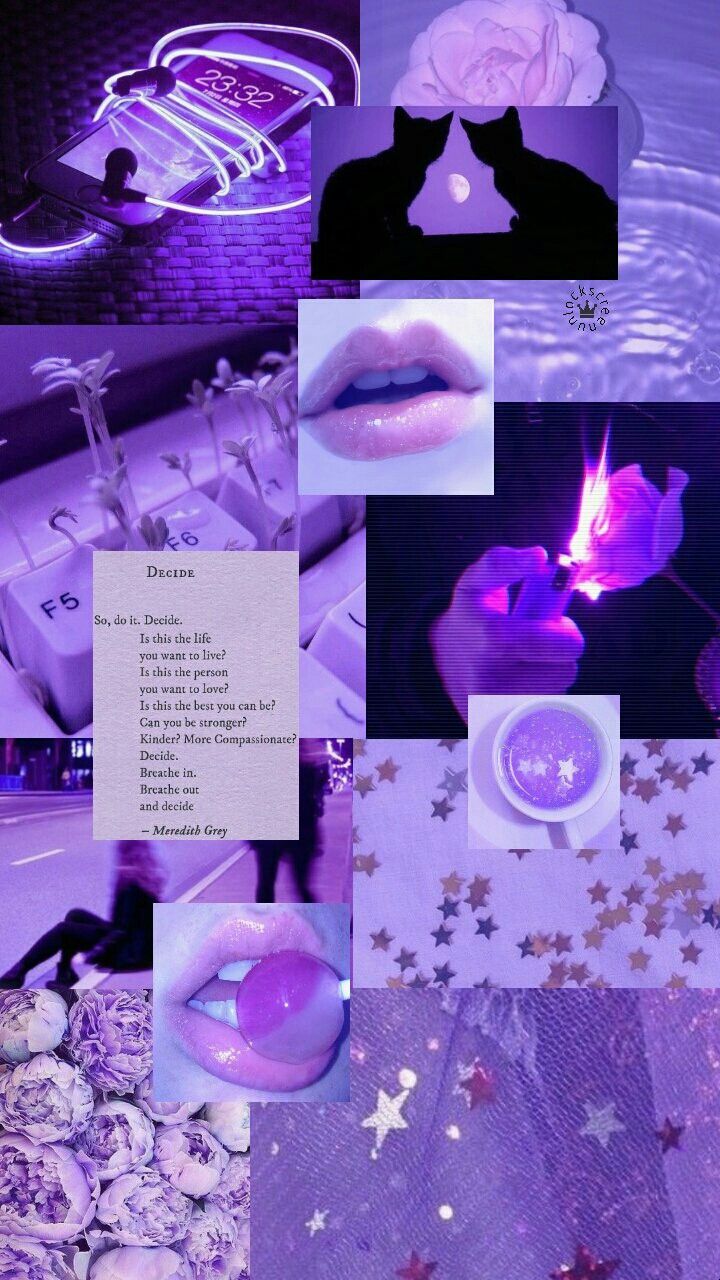 23:32
lockscreenunlockscreenun
F6
F5
DECIDE
So, do it. Decide.
Is this the life
you want to live?
Is this the person
you want to love?
Is this the best you can be?
Can you be stronger?
Kinder? More Compassionate?
Decide.
Breathe in.
Breathe out
and decide
– Meredith Grey